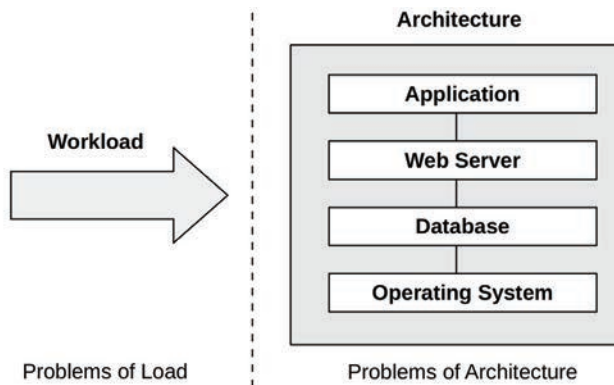 Architecture
Application
Workload
Web Server
Database
Operating System
Problems of Load
Problems of Architecture